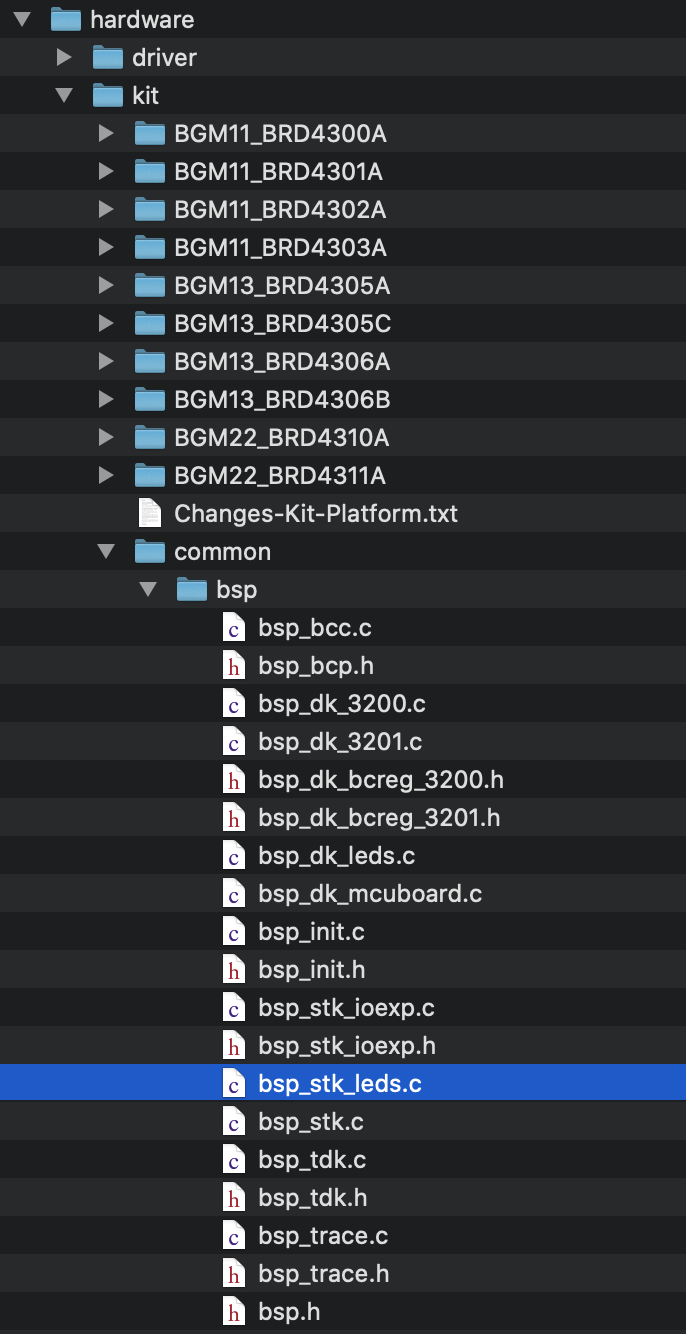 hardware
driver
kit
BGM11_BRD4300A
BGM11_BRD4301A
BGM11_BRD4302A
BGM11_BRD4303A
BGM13_BRD4305A
BGM13_BRD4305C
BGM13_BRD4306A
BGM13_BRD4306B
BGM22_BRD4310A
BGM22_BRD4311A
Changes-Kit-Platform.txt
common
bsp
c bsp_bcc.c
h bsp_bcp.h
c bsp_dk_3200.c
c bsp_dk_3201.c
h bsp_dk_bcreg_3200.h
h bsp_dk_bcreg_3201.h
c bsp_dk_leds.c
c bsp_dk_mcuboard.c
c bsp_init.c
h bsp_init.h
c bsp_stk_ioexp.c
h bsp_stk_ioexp.h
c bsp_stk_leds.c
c bsp_stk.c
c bsp_tdk.c
h bsp_tdk.h
c bsp_trace.c
h bsp_trace.h
h bsp.h